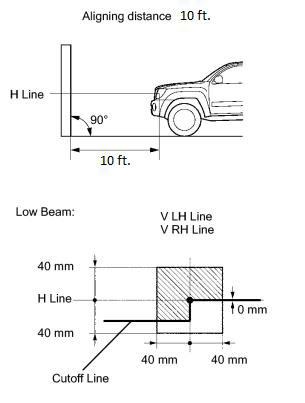 Aligning distance 10 ft.
H Line
90°
10 ft.
Low Beam:
V LH Line
V RH Line
40 mm
H Line
0 mm
40 mm
40 mm 40 mm
Cutoff Line